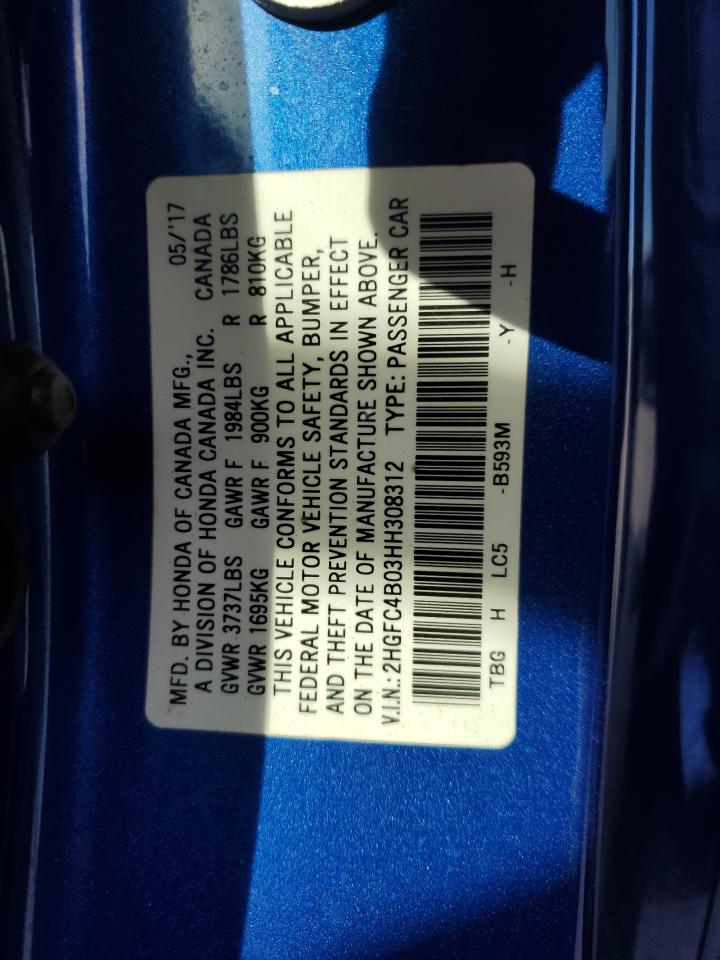 MFD. BY HONDA OF CANADA MFG., 05/'17
A DIVISION OF HONDA CANADA INC. CANADA
GVWR 3737LBS GAWR F 1984LBS R 1786LBS
GVWR 1695KG GAWR F 900KG R 810KG
THIS VEHICLE CONFORMS TO ALL APPLICABLE
FEDERAL MOTOR VEHICLE SAFETY, BUMPER,
AND THEFT PREVENTION STANDARDS IN EFFECT
ON THE DATE OF MANUFACTURE SHOWN ABOVE.
V.I.N.: 2HGFC4B03HH308312 TYPE: PASSENGER CAR
TBG H LC5 -B593M -Y -H